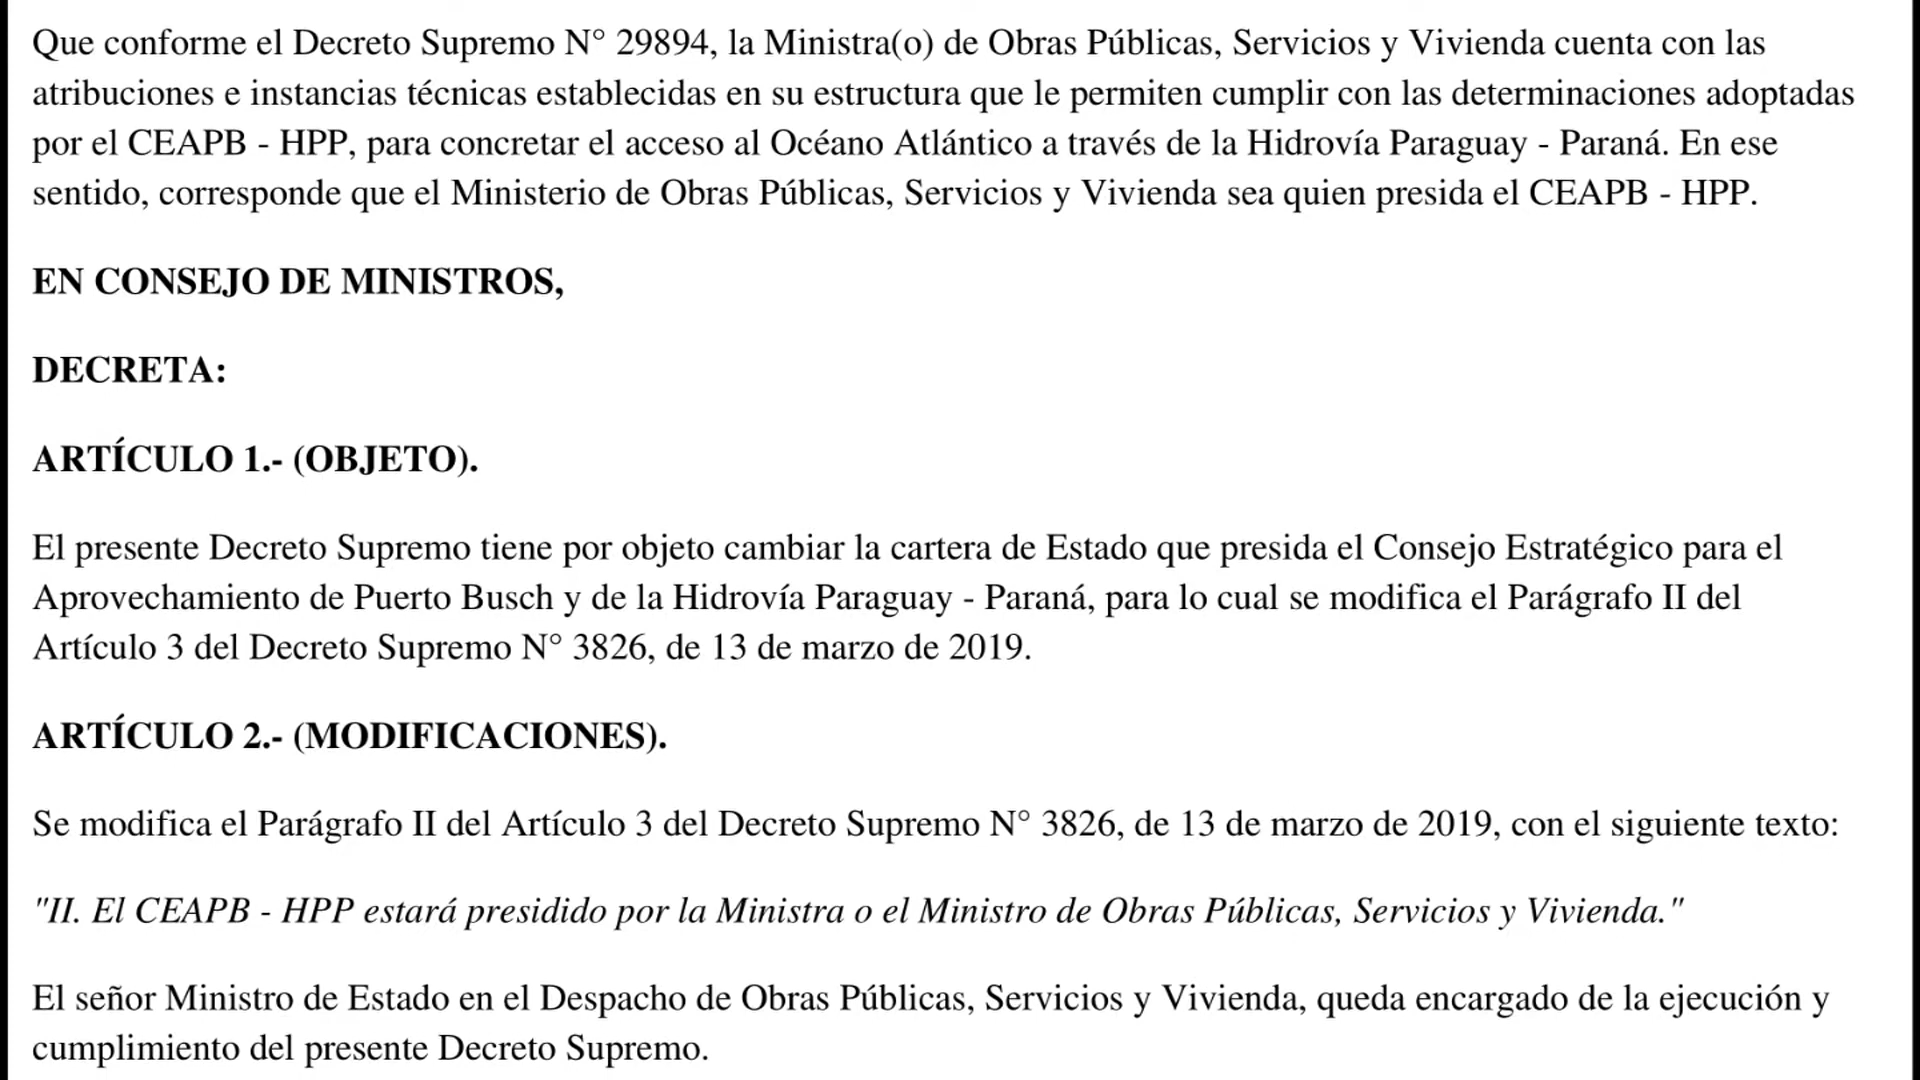 Que conforme el Decreto Supremo N° 29894, la Ministra(o) de Obras Públicas, Servicios y Vivienda cuenta con las
atribuciones e instancias técnicas establecidas en su estructura que le permiten cumplir con las determinaciones adoptadas
por el CEAPB - HPP, para concretar el acceso al Océano Atlántico a través de la Hidrovía Paraguay - Paraná. En ese
sentido, corresponde que el Ministerio de Obras Públicas, Servicios y Vivienda sea quien presida el CEAPB - HPP.
EN CONSEJO DE MINISTROS,
DECRETA:
ARTÍCULO 1.- (OBJETO).
El presente Decreto Supremo tiene por objeto cambiar la cartera de Estado que presida el Consejo Estratégico para el
Aprovechamiento de Puerto Busch y de la Hidrovía Paraguay - Paraná, para lo cual se modifica el Parágrafo II del
Artículo 3 del Decreto Supremo N° 3826, de 13 de marzo de 2019.
ARTÍCULO 2.- (MODIFICACIONES).
Se modifica el Parágrafo II del Artículo 3 del Decreto Supremo N° 3826, de 13 de marzo de 2019, con el siguiente texto:
"II. El CEAPB - HPP estará presidido por la Ministra o el Ministro de Obras Públicas, Servicios y Vivienda."
El señor Ministro de Estado en el Despacho de Obras Públicas, Servicios y Vivienda, queda encargado de la ejecución y
cumplimiento del presente Decreto Supremo.